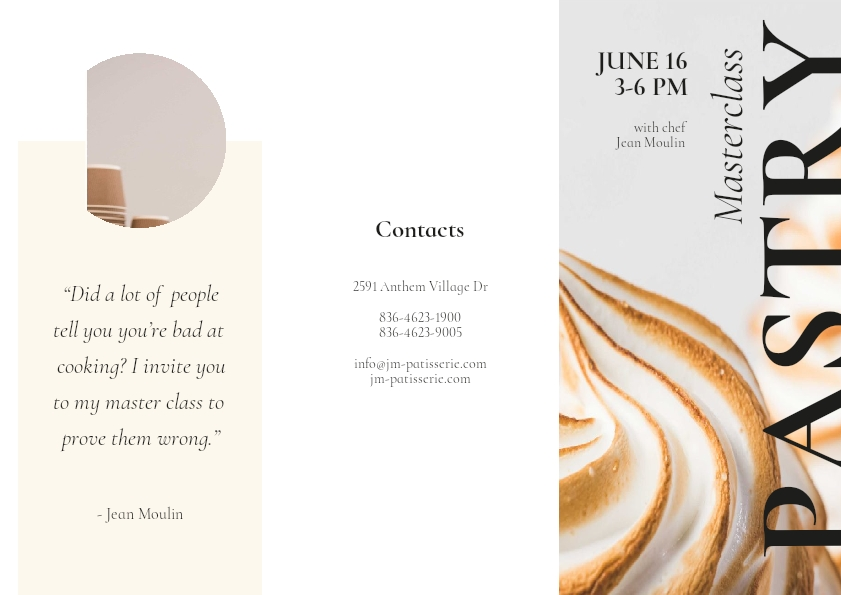 “Did a lot of people
tell you you’re bad at
cooking? I invite you
to my master class to
prove them wrong.”
- Jean Moulin
Contacts
2591 Anthem Village Dr
836-4623-1900
836-4623-9005
info@jm-patisserie.com
jm-patisserie.com
JUNE 16
3-6 PM
with chef
Jean Moulin
Masterclass
PASTRY